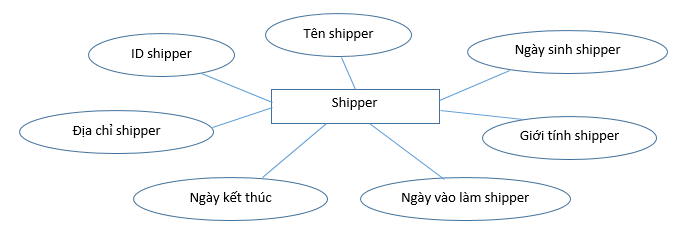 Tên shipper
ID shipper
Ngày sinh shipper
Shipper
Địa chỉ shipper
Giới tính shipper
Ngày kết thúc
Ngày vào làm shipper